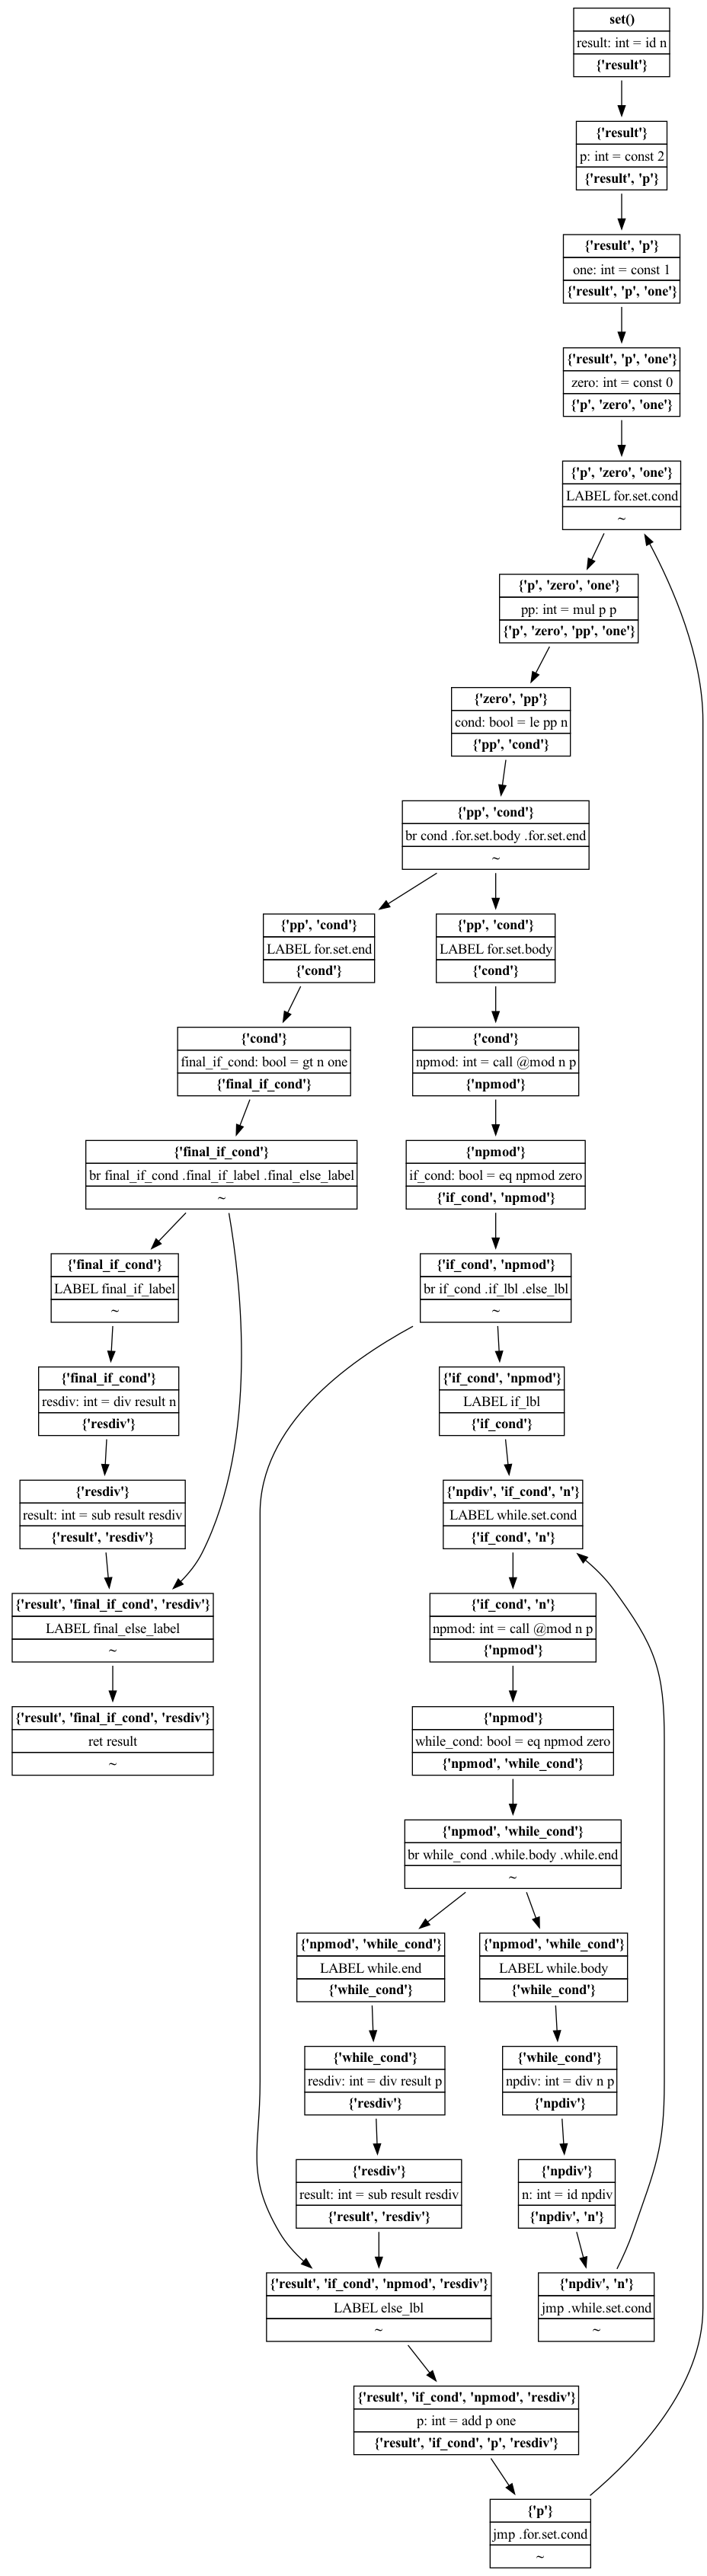 set()
result: int = id n
{'result'}
{'result'}
p: int = const 2
{'result', 'p'}
{'result', 'p'}
one: int = const 1
{'result', 'p', 'one'}
{'result', 'p', 'one'}
zero: int = const 0
{'p', 'zero', 'one'}
{'p', 'zero', 'one'}
LABEL for.set.cond
~
{'p', 'zero', 'one'}
pp: int = mul p p
{'p', 'zero', 'pp', 'one'}
{'zero', 'pp'}
cond: bool = le pp n
{'pp', 'cond'}
{'pp', 'cond'}
br cond .for.set.body .for.set.end
~
{'pp', 'cond'}
LABEL for.set.end
{'cond'}
{'pp', 'cond'}
LABEL for.set.body
{'cond'}
{'cond'}
final_if_cond: bool = gt n one
{'final_if_cond'}
{'cond'}
npmod: int = call @mod n p
{'npmod'}
{'final_if_cond'}
br final_if_cond .final_if_label .final_else_label
~
{'npmod'}
if_cond: bool = eq npmod zero
{'if_cond', 'npmod'}
{'final_if_cond'}
LABEL final_if_label
~
{'if_cond', 'npmod'}
br if_cond .if_lbl .else_lbl
~
{'final_if_cond'}
resdiv: int = div result n
{'resdiv'}
{'if_cond', 'npmod'}
LABEL if_lbl
{'if_cond'}
{'resdiv'}
result: int = sub result resdiv
{'result', 'resdiv'}
{'npdiv', 'if_cond', 'n'}
LABEL while.set.cond
{'if_cond', 'n'}
{'result', 'final_if_cond', 'resdiv'}
LABEL final_else_label
~
{'if_cond', 'n'}
npmod: int = call @mod n p
{'npmod'}
{'result', 'final_if_cond', 'resdiv'}
ret result
~
{'npmod'}
while_cond: bool = eq npmod zero
{'npmod', 'while_cond'}
{'npmod', 'while_cond'}
br while_cond .while.body .while.end
~
{'npmod', 'while_cond'}
LABEL while.end
{'while_cond'}
{'npmod', 'while_cond'}
LABEL while.body
{'while_cond'}
{'while_cond'}
resdiv: int = div result p
{'resdiv'}
{'while_cond'}
npdiv: int = div n p
{'npdiv'}
{'resdiv'}
result: int = sub result resdiv
{'result', 'resdiv'}
{'npdiv'}
n: int = id npdiv
{'npdiv', 'n'}
{'result', 'if_cond', 'npmod', 'resdiv'}
LABEL else_lbl
~
{'npdiv', 'n'}
jmp .while.set.cond
~
{'result', 'if_cond', 'npmod', 'resdiv'}
p: int = add p one
{'result', 'if_cond', 'p', 'resdiv'}
{'p'}
jmp .for.set.cond
~